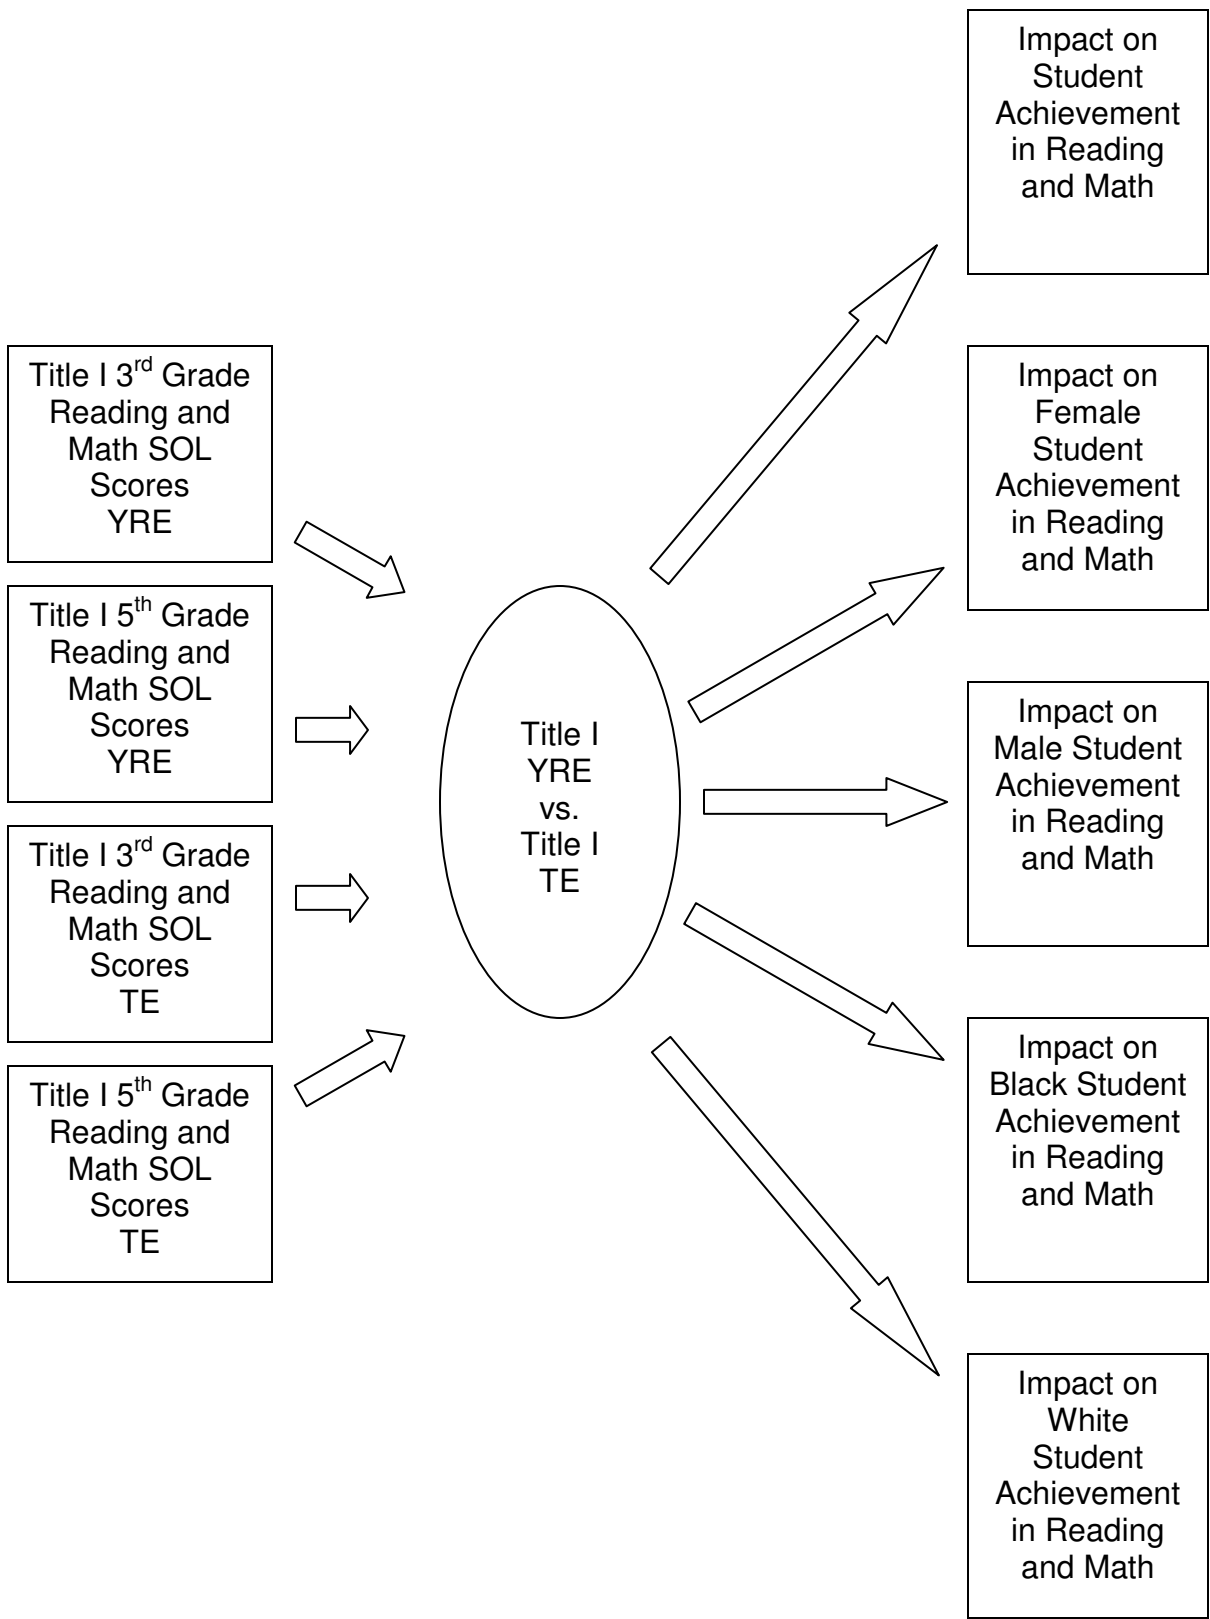 Title I 3rd Grade
Reading and
Math SOL
Scores
YRE
Title I 5th Grade
Reading and
Math SOL
Scores
YRE
Title I 3rd Grade
Reading and
Math SOL
Scores
TE
Title I 5th Grade
Reading and
Math SOL
Scores
TE
Title I
YRE
vs.
Title I
TE
Impact on
Student
Achievement
in Reading
and Math
Impact on
Female
Student
Achievement
in Reading
and Math
Impact on
Male Student
Achievement
in Reading
and Math
Impact on
Black Student
Achievement
in Reading
and Math
Impact on
White
Student
Achievement
in Reading
and Math